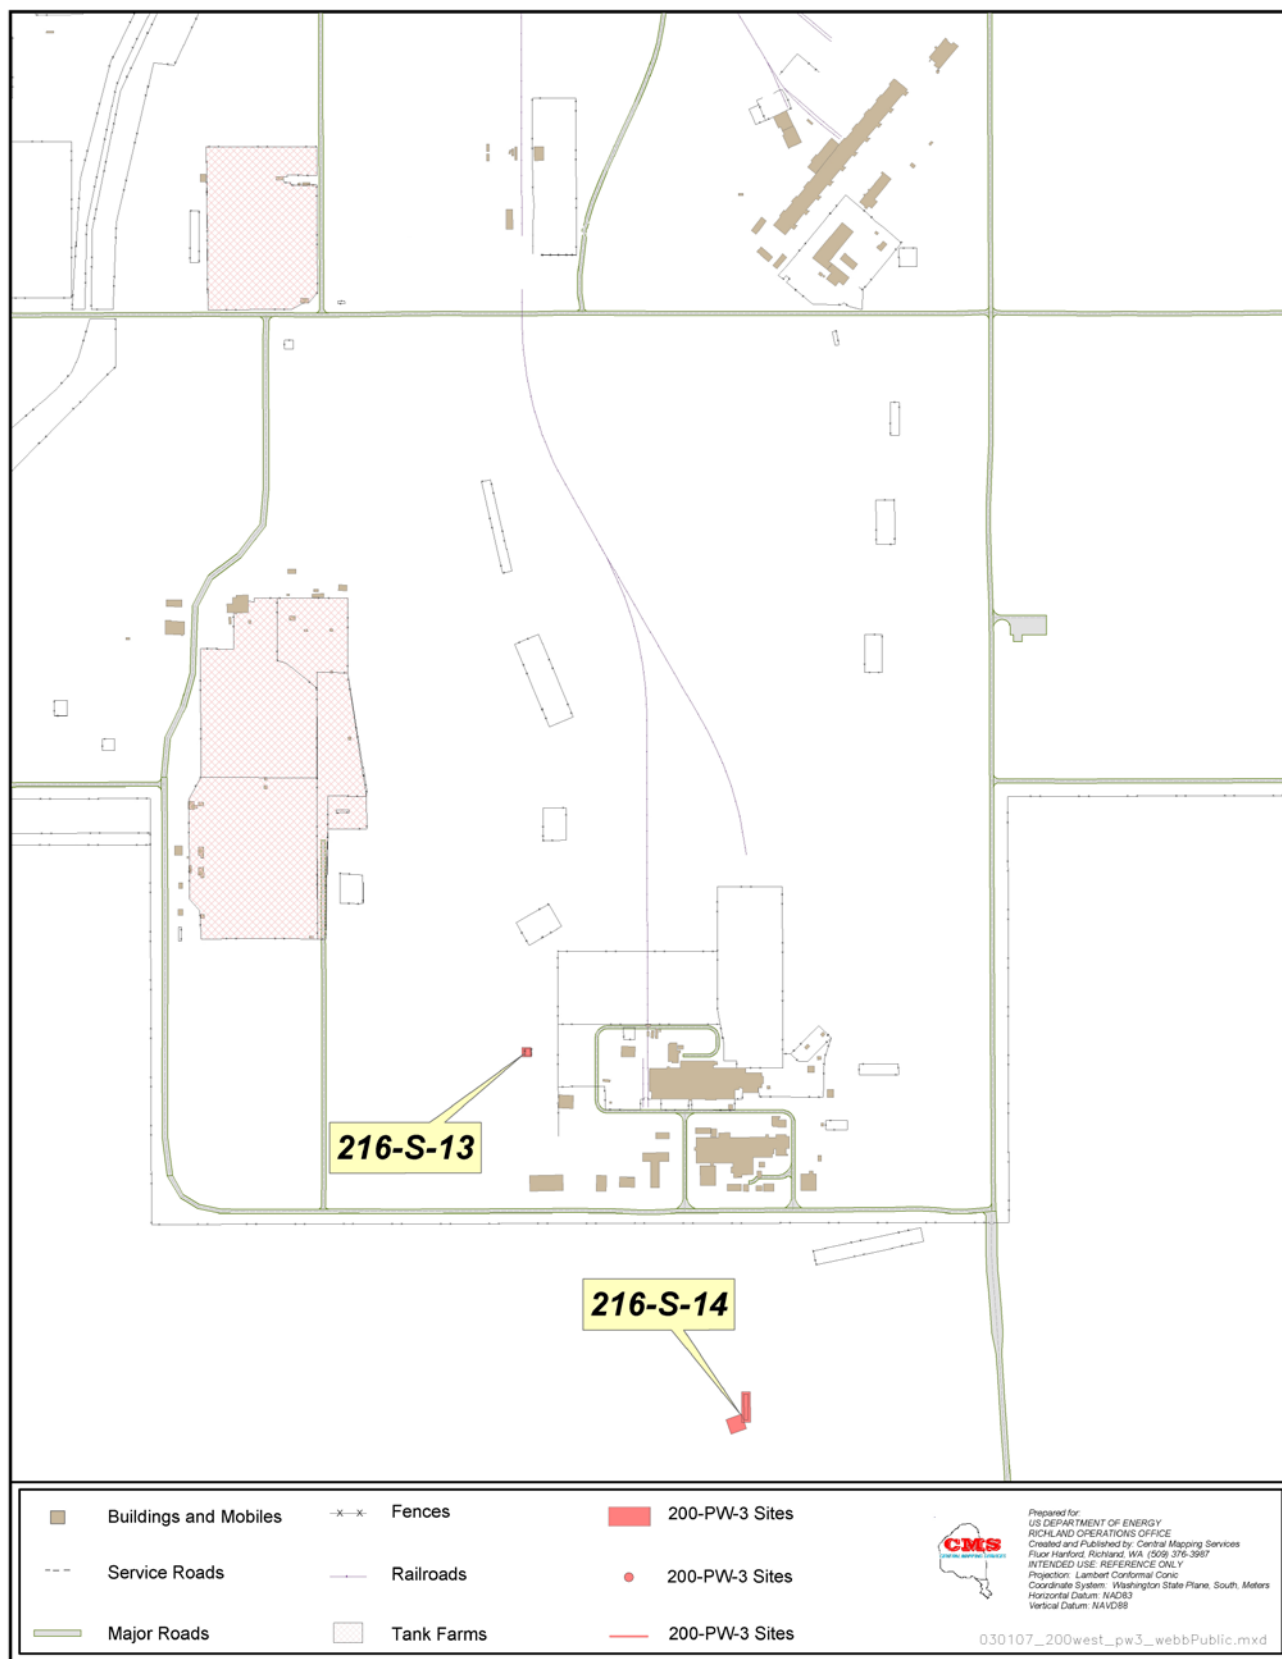 216-S-13
216-S-14
Buildings and Mobiles
Fences
200-PW-3 Sites
Service Roads
Railroads
200-PW-3 Sites
Major Roads
Tank Farms
200-PW-3 Sites
CMS
CENTRAL MAPPING SERVICES
Prepared for:
US DEPARTMENT OF ENERGY
RICHLAND OPERATIONS OFFICE
Created and Published by: Central Mapping Services
Fluor Hanford, Richland, WA (509) 376-3987
INTENDED USE: REFERENCE ONLY
Projection: Lambert Conformal Conic
Coordinate System: Washington State Plane, South, Meters
Horizontal Datum: NAD83
Vertical Datum: NAVD88
030107_200west_pw3_webbPublic.mxd